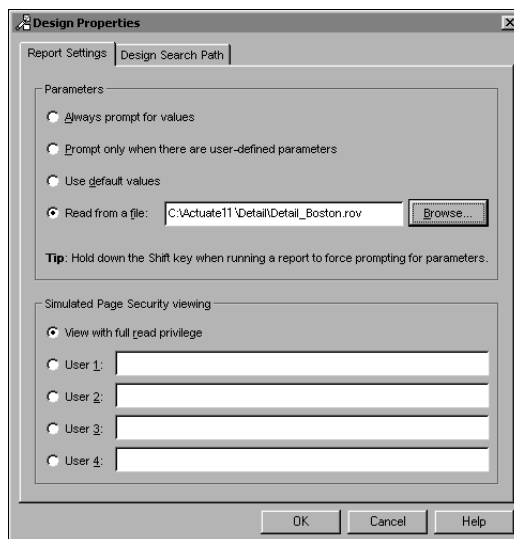 Design Properties
Report Settings
Design Search Path
Parameters
Always prompt for values
Prompt only when there are user-defined parameters
Use default values
Read from a file:
C:\Actuate11\Detail\Detail_Boston.rov
Browse...
Tip: Hold down the Shift key when running a report to force prompting for parameters.
Simulated Page Security viewing
View with full read privilege
User 1:
User 2:
User 3:
User 4:
OK
Cancel
Help